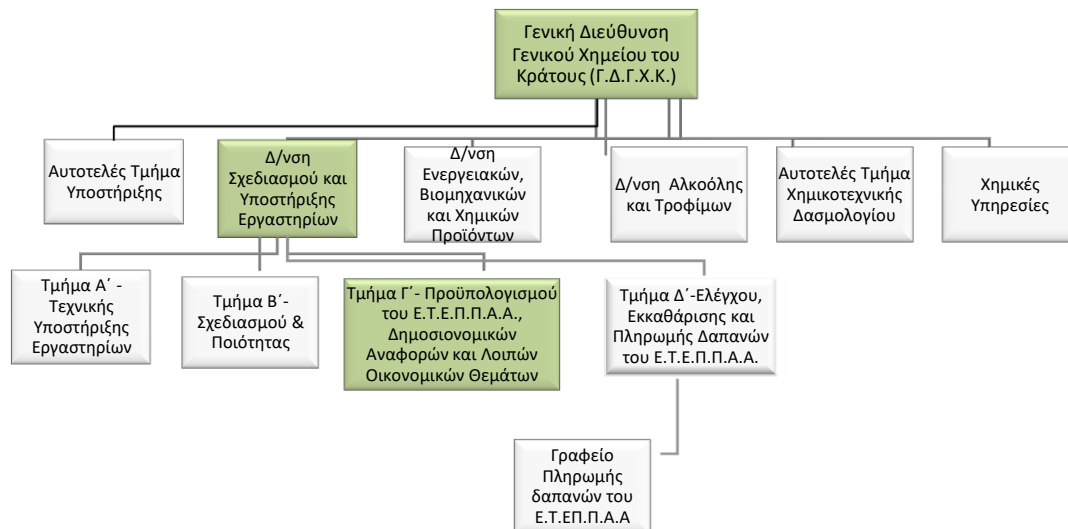 Γενική Διεύθυνση
Γενικού Χημείου του
Κράτους (Γ.Δ.Γ.Χ.Κ.)
Αυτοτελές Τμήμα
Υποστήριξης
Δ/νση
Σχεδιασμού και
Υποστήριξης
Εργαστηρίων
Δ/νση
Ενεργειακών,
Βιομηχανικών
και Χημικών
Προϊόντων
Δ/νση Αλκοόλης
και Τροφίμων
Αυτοτελές Τμήμα
Χημικοτεχνικής
Δασμολογίου
Χημικές
Υπηρεσίες
Τμήμα Α΄ -
Τεχνικής
Υποστήριξης
Εργαστηρίων
Τμήμα Β΄-
Σχεδιασμού &
Ποιότητας
Τμήμα Γ΄- Προϋπολογισμού
του Ε.Τ.Ε.Π.Π.Α.Α.,
Δημοσιονομικών
Αναφορών και Λοιπών
Οικονομικών Θεμάτων
Τμήμα Δ΄-Ελέγχου,
Εκκαθάρισης και
Πληρωμής Δαπανών
του Ε.Τ.Ε.Π.Π.Α.Α.
Γραφείο
Πληρωμής
δαπανών του
Ε.Τ.ΕΠ.Π.Α.Α